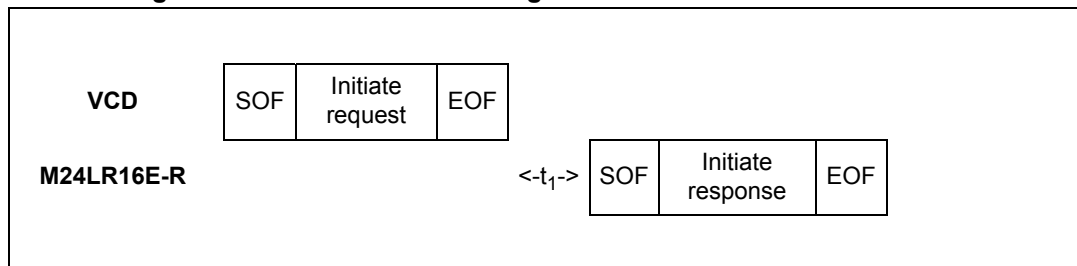 VCD
SOF
Initiate
request
EOF
M24LR16E-R
<-t₁->
SOF
Initiate
response
EOF